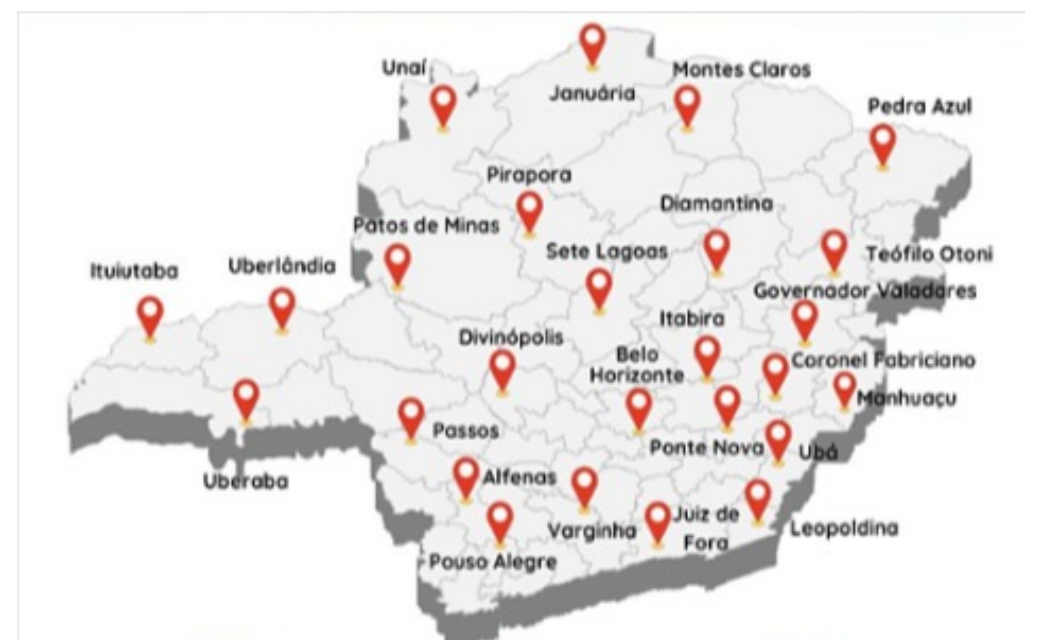 Unaí
Januária
Montes Claros
Pedra Azul
Pirapora
Diamantina
Patos de Minas
Sete Lagoas
Teófilo Otoni
Ituiutaba
Uberlândia
Governador Valadares
Itabira
Divinópolis
Belo
Horizonte
Coronel Fabriciano
Manhuaçu
Passos
Ponte Nova
Ubá
Uberaba
Alfenas
Varginha
Juiz de
Fora
Leopoldina
Pouso Alegre